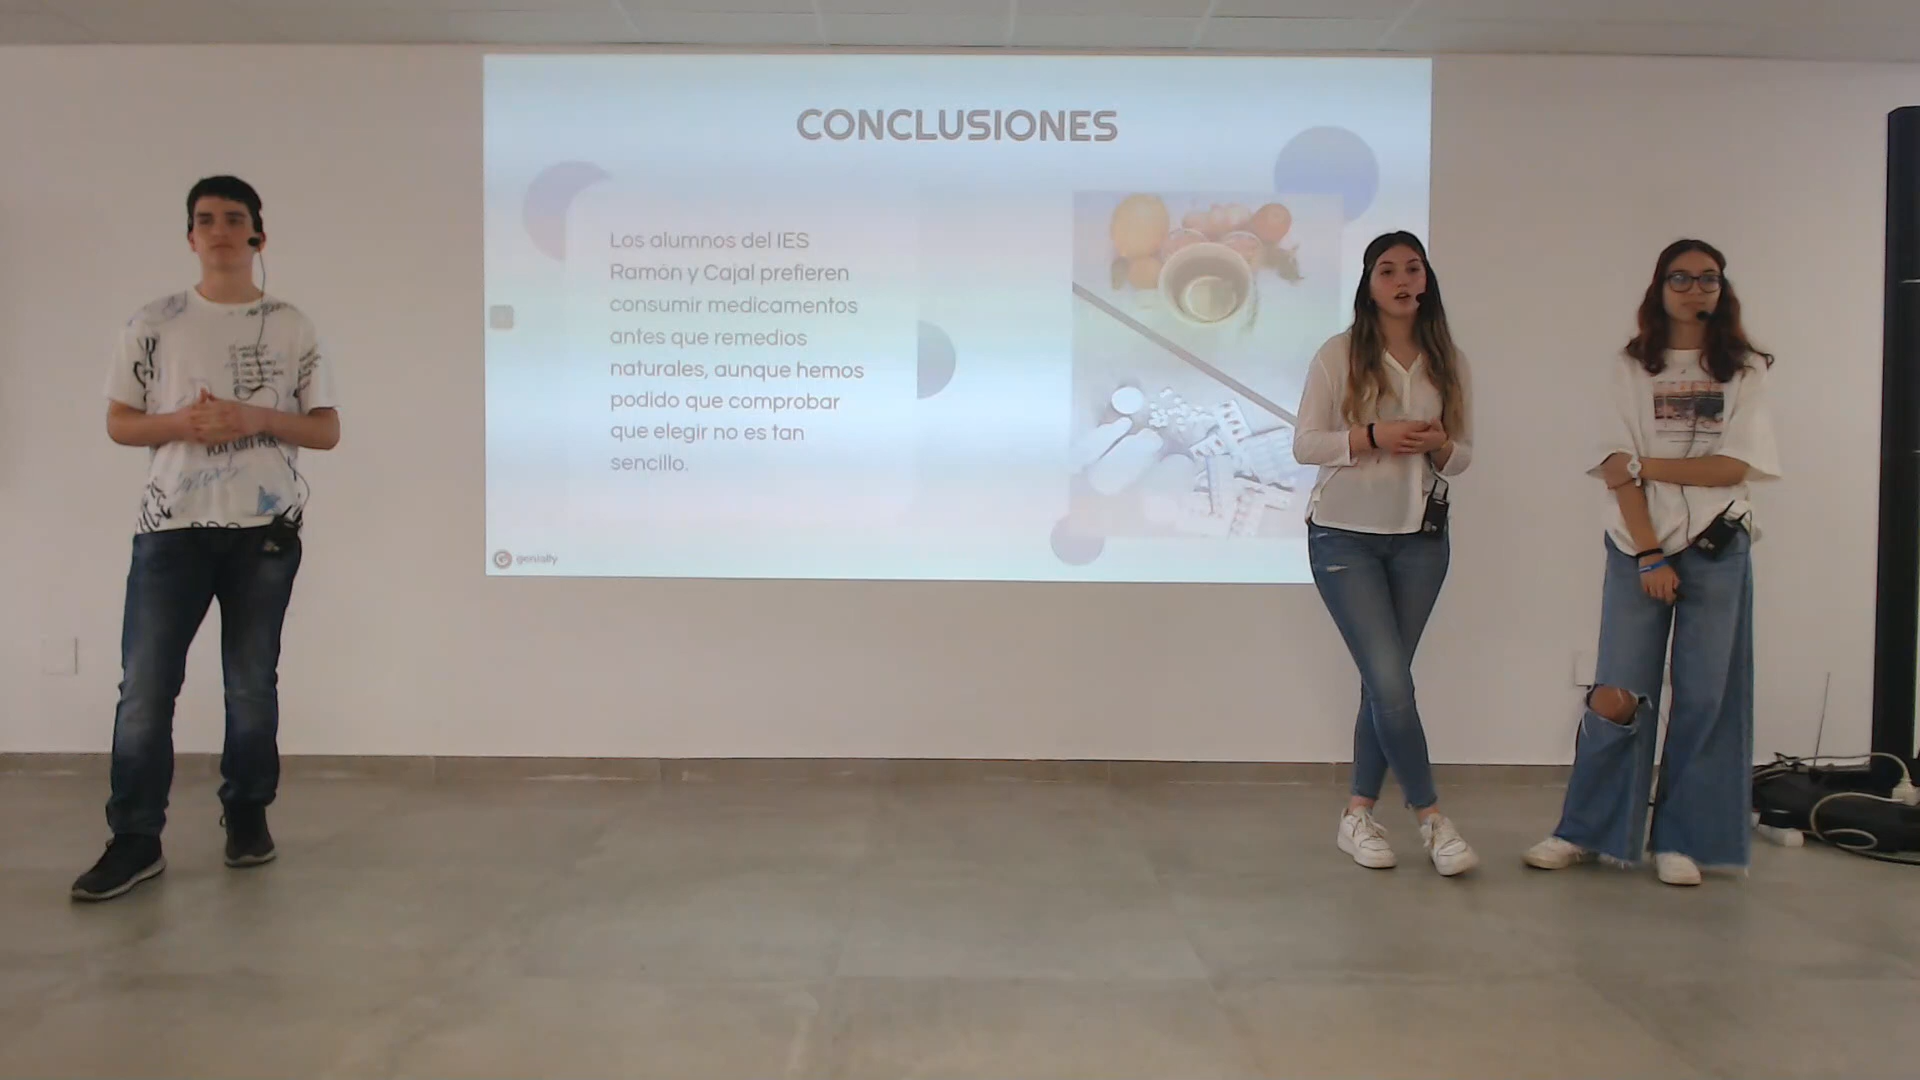 CONCLUSIONES
Los alumnos del IES
Ramón y Cajal prefieren
consumir medicamentos
antes que remedios
naturales, aunque hemos
podido que comprobar
que elegir no es tan
sencillo.
genially